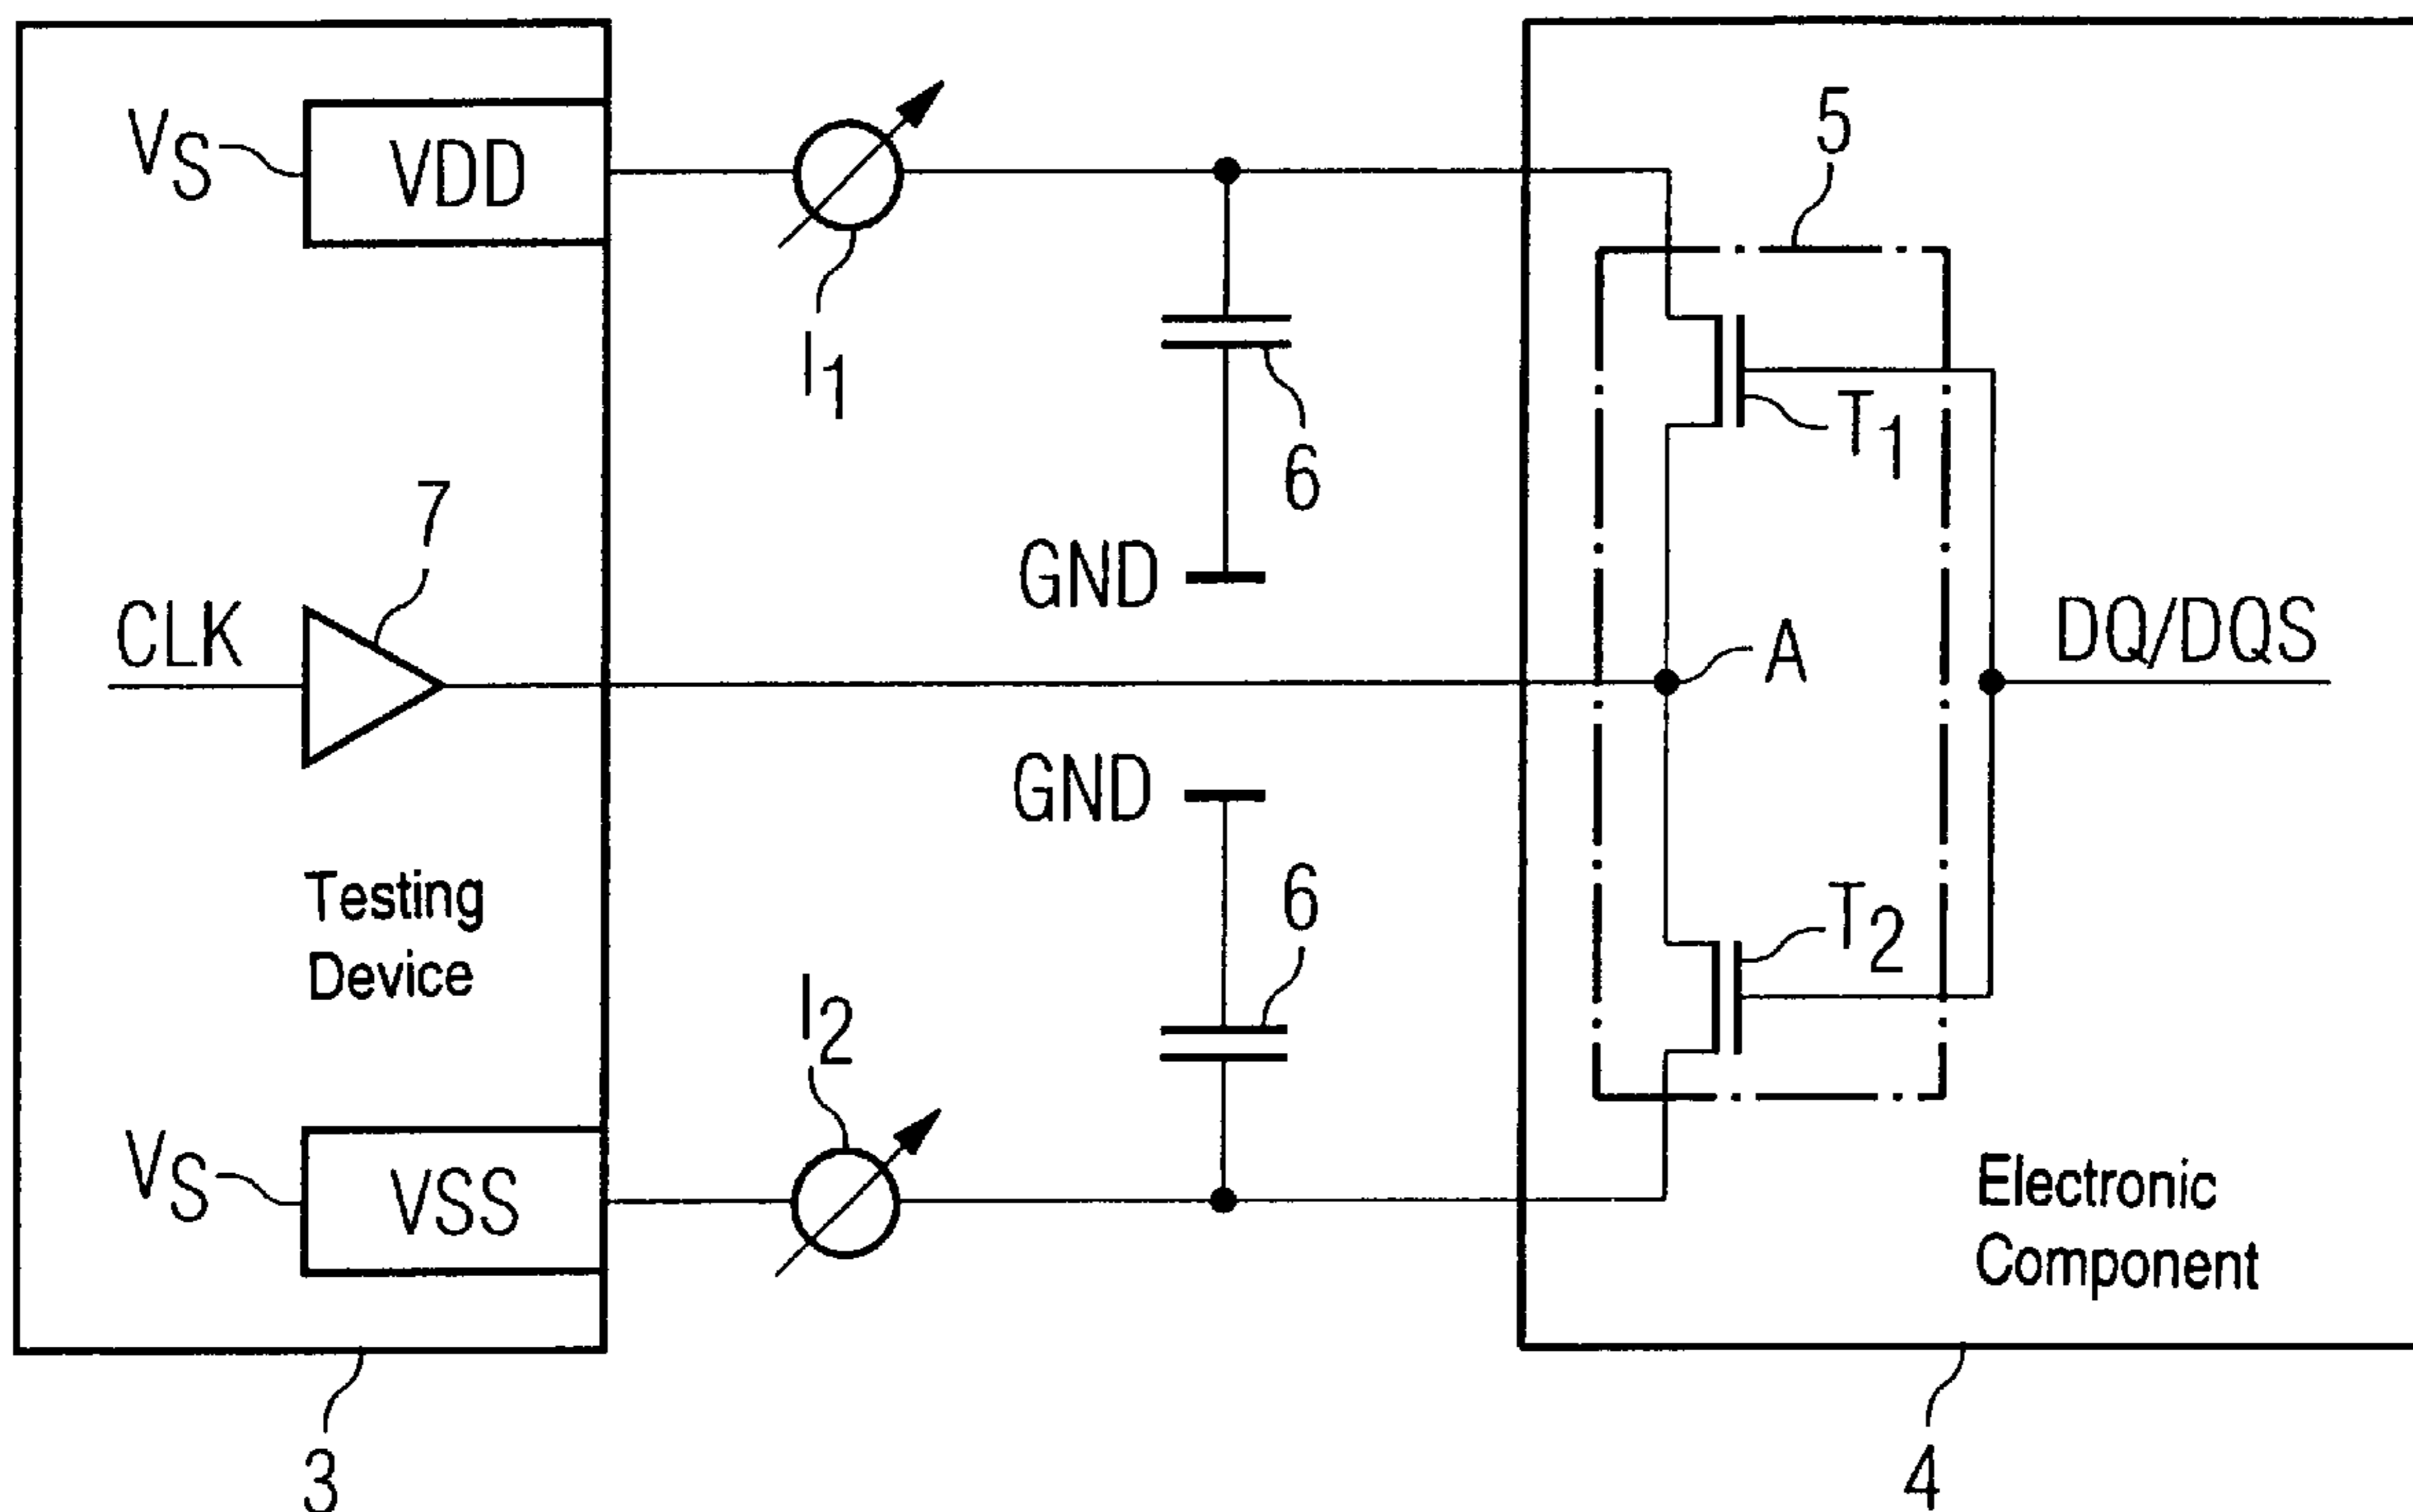 5
VS
VDD
I1
T1
6
7
GND
CLK
A
DQ/DQS
GND
Testing
Device
6
T2
I2
VS
VSS
Electronic
Component
3
4